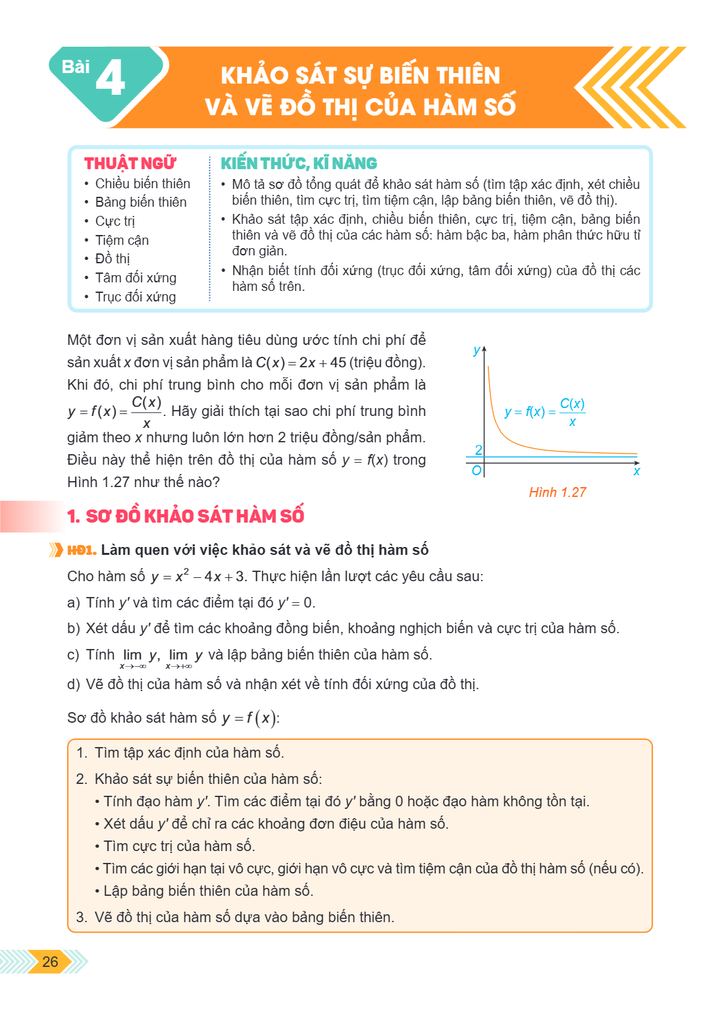 Bài 4
KHẢO SÁT SỰ BIẾN THIÊN
VÀ VẼ ĐỒ THỊ CỦA HÀM SỐ
THUẬT NGỮ
• Chiều biến thiên
• Bảng biến thiên
• Cực trị
• Tiệm cận
• Đồ thị
• Tâm đối xứng
• Trục đối xứng
KIẾN THỨC, KĨ NĂNG
• Mô tả sơ đồ tổng quát để khảo sát hàm số (tìm tập xác định, xét chiều
biến thiên, tìm cực trị, tìm tiệm cận, lập bảng biến thiên, vẽ đồ thị).
• Khảo sát tập xác định, chiều biến thiên, cực trị, tiệm cận, bảng biến
thiên và vẽ đồ thị của các hàm số: hàm bậc ba, hàm phân thức hữu tỉ
đơn giản.
• Nhận biết tính đối xứng (trục đối xứng, tâm đối xứng) của đồ thị các
hàm số trên.
Một đơn vị sản xuất hàng tiêu dùng ước tính chi phí để
sản xuất x đơn vị sản phẩm là C(x) = 2x + 45 (triệu đồng).
Khi đó, chi phí trung bình cho mỗi đơn vị sản phẩm là
y = f(x) = C(x)/x. Hãy giải thích tại sao chi phí trung bình
giảm theo x nhưng luôn lớn hơn 2 triệu đồng/sản phẩm.
Điều này thể hiện trên đồ thị của hàm số y = f(x) trong
Hình 1.27 như thế nào?
y
y = f(x) = C(x)/x
2
O
x
Hình 1.27
1. SƠ ĐỒ KHẢO SÁT HÀM SỐ
HĐ1. Làm quen với việc khảo sát và vẽ đồ thị hàm số
Cho hàm số y = x² − 4x + 3. Thực hiện lần lượt các yêu cầu sau:
a) Tính y′ và tìm các điểm tại đó y′ = 0.
b) Xét dấu y′ để tìm các khoảng đồng biến, khoảng nghịch biến và cực trị của hàm số.
c) Tính lim x→−∞ y, lim x→+∞ y và lập bảng biến thiên của hàm số.
d) Vẽ đồ thị của hàm số và nhận xét về tính đối xứng của đồ thị.
Sơ đồ khảo sát hàm số y = f(x):
1. Tìm tập xác định của hàm số.
2. Khảo sát sự biến thiên của hàm số:
• Tính đạo hàm y′. Tìm các điểm tại đó y′ bằng 0 hoặc đạo hàm không tồn tại.
• Xét dấu y′ để chỉ ra các khoảng đơn điệu của hàm số.
• Tìm cực trị của hàm số.
• Tìm các giới hạn tại vô cực, giới hạn vô cực và tìm tiệm cận của đồ thị hàm số (nếu có).
• Lập bảng biến thiên của hàm số.
3. Vẽ đồ thị của hàm số dựa vào bảng biến thiên.
26